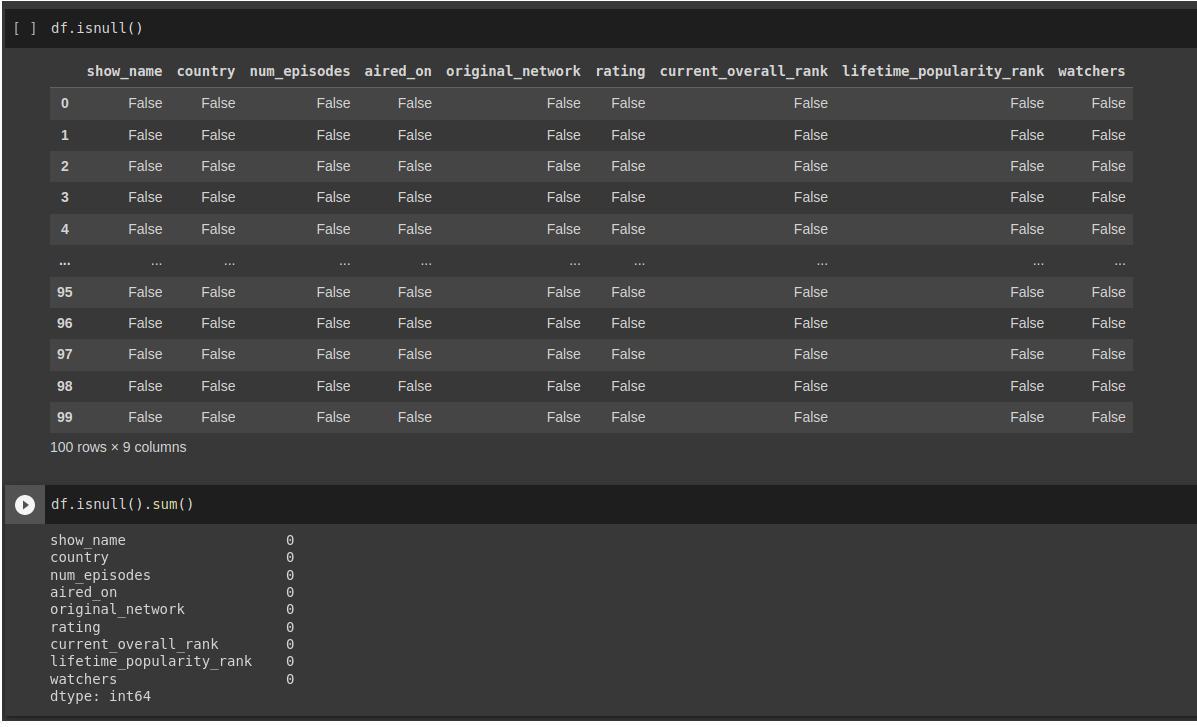 [ ] df.isnull()
show_name country num_episodes aired_on original_network rating current_overall_rank lifetime_popularity_rank watchers
0 False False False False False False False False False
1 False False False False False False False False False
2 False False False False False False False False False
3 False False False False False False False False False
4 False False False False False False False False False
... ... ... ... ... ... ... ... ... ...
95 False False False False False False False False False
96 False False False False False False False False False
97 False False False False False False False False False
98 False False False False False False False False False
99 False False False False False False False False False
100 rows × 9 columns
df.isnull().sum()
show_name 0
country 0
num_episodes 0
aired_on 0
original_network 0
rating 0
current_overall_rank 0
lifetime_popularity_rank 0
watchers 0
dtype: int64